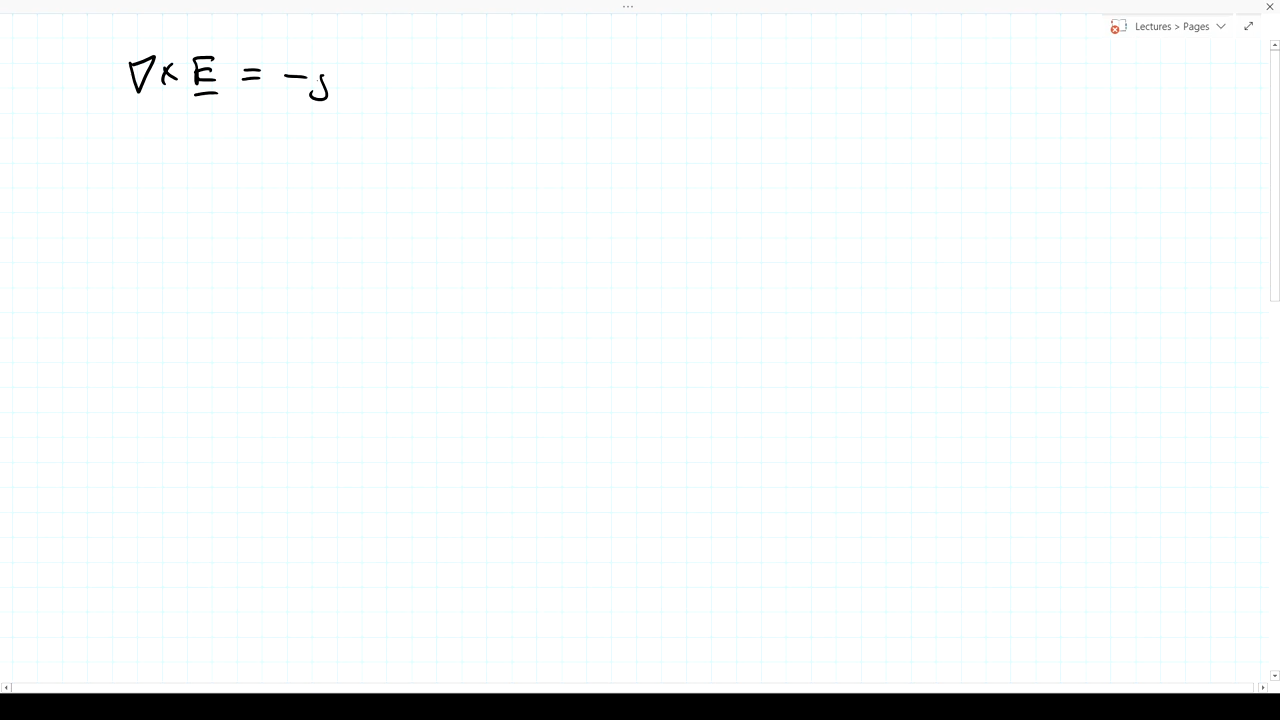 Lectures > Pages
∇ × E̲ = -j